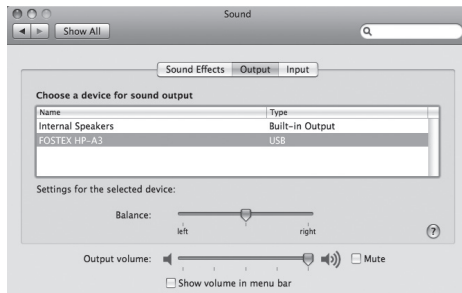 Sound
Show All
Sound Effects Output Input
Choose a device for sound output
Name Type
Internal Speakers Built-in Output
FOSTEX HP-A3 USB
Settings for the selected device:
Balance:
left right
?
Output volume: Mute
Show volume in menu bar